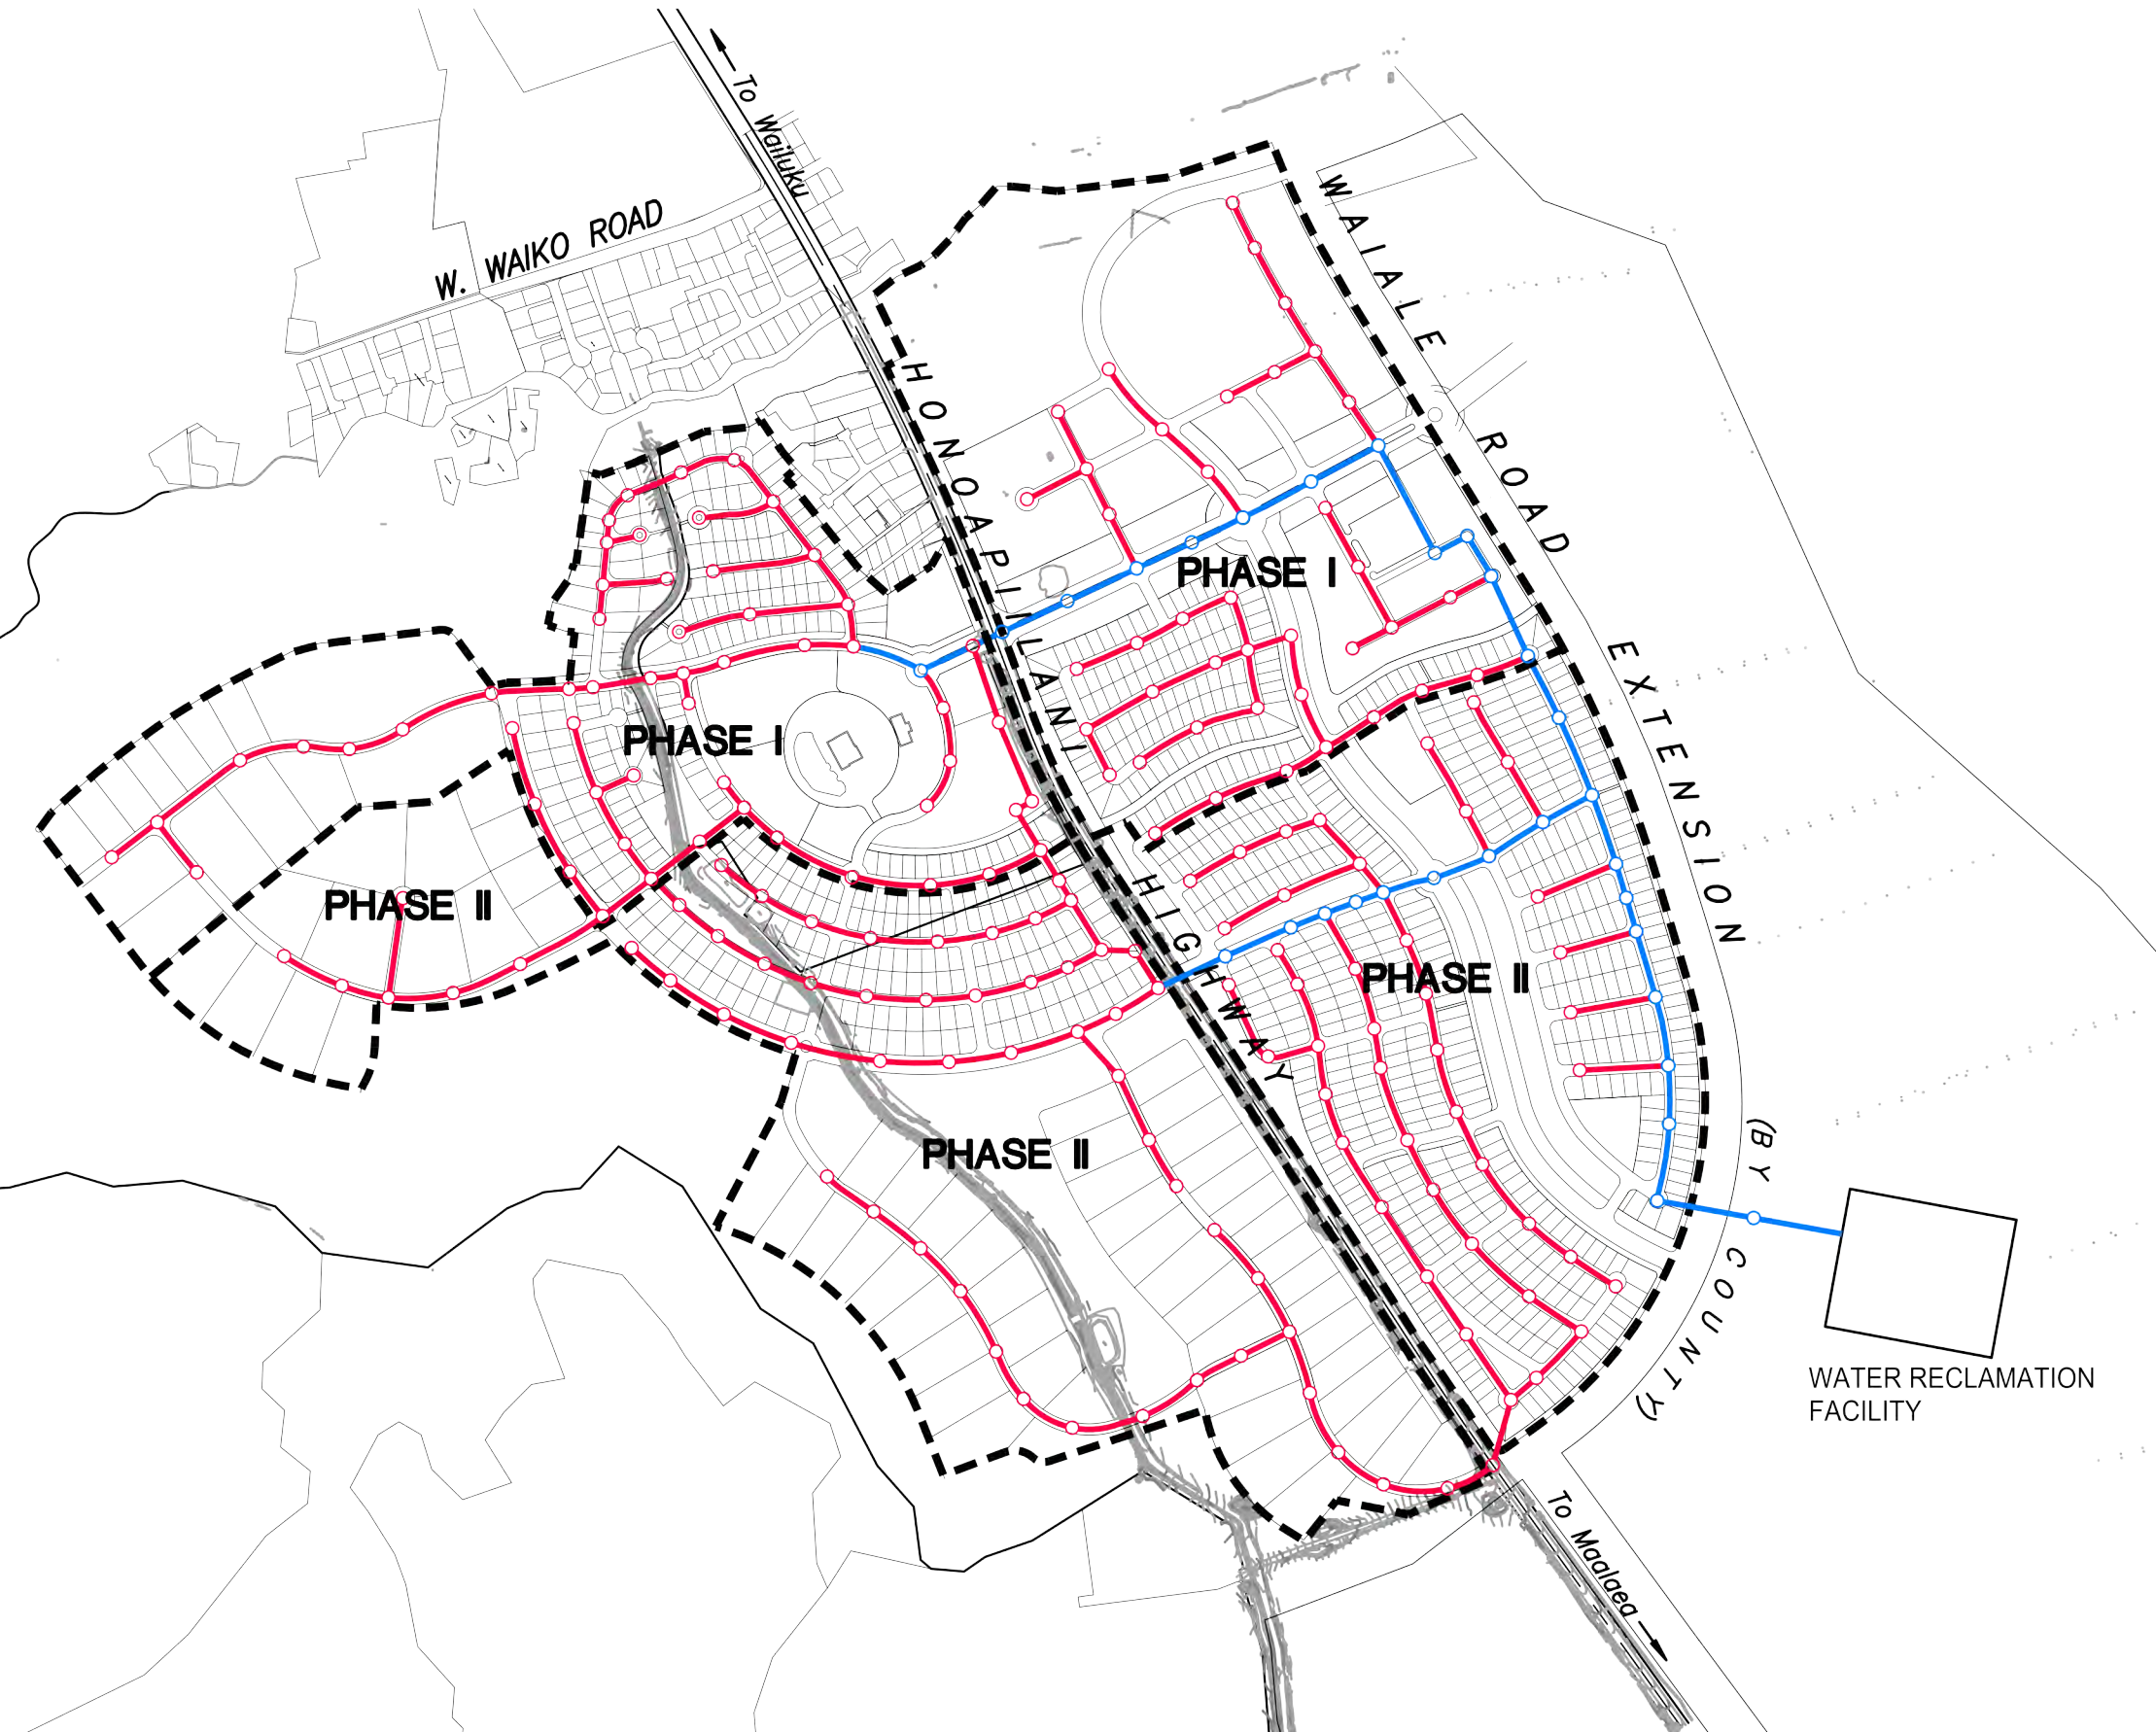 To Wailuku
W. WAIKO ROAD
HONOAPIILANI HIGHWAY
WAIALE ROAD EXTENSION (BY COUNTY)
PHASE I
PHASE I
PHASE II
PHASE II
PHASE II
WATER RECLAMATION
FACILITY
To Maalaea